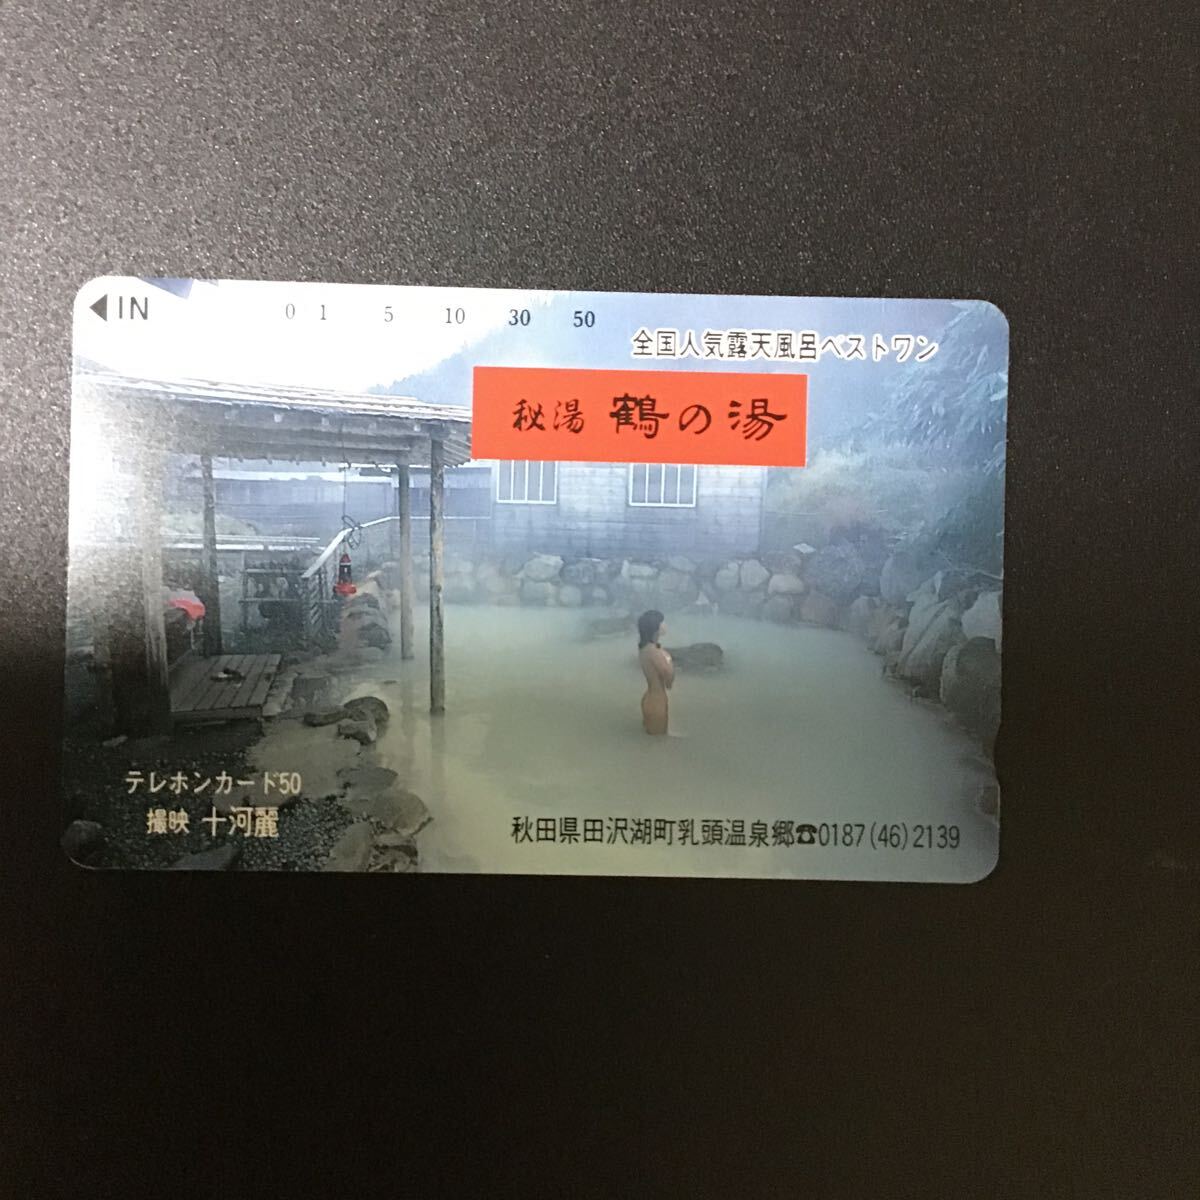 ◀IN
0 1 5 10 30 50
全国人気露天風呂ベストワン
秘湯 鶴の湯
テレホンカード50
撮映 十河麗
秋田県田沢湖町乳頭温泉郷☎0187(46)2139